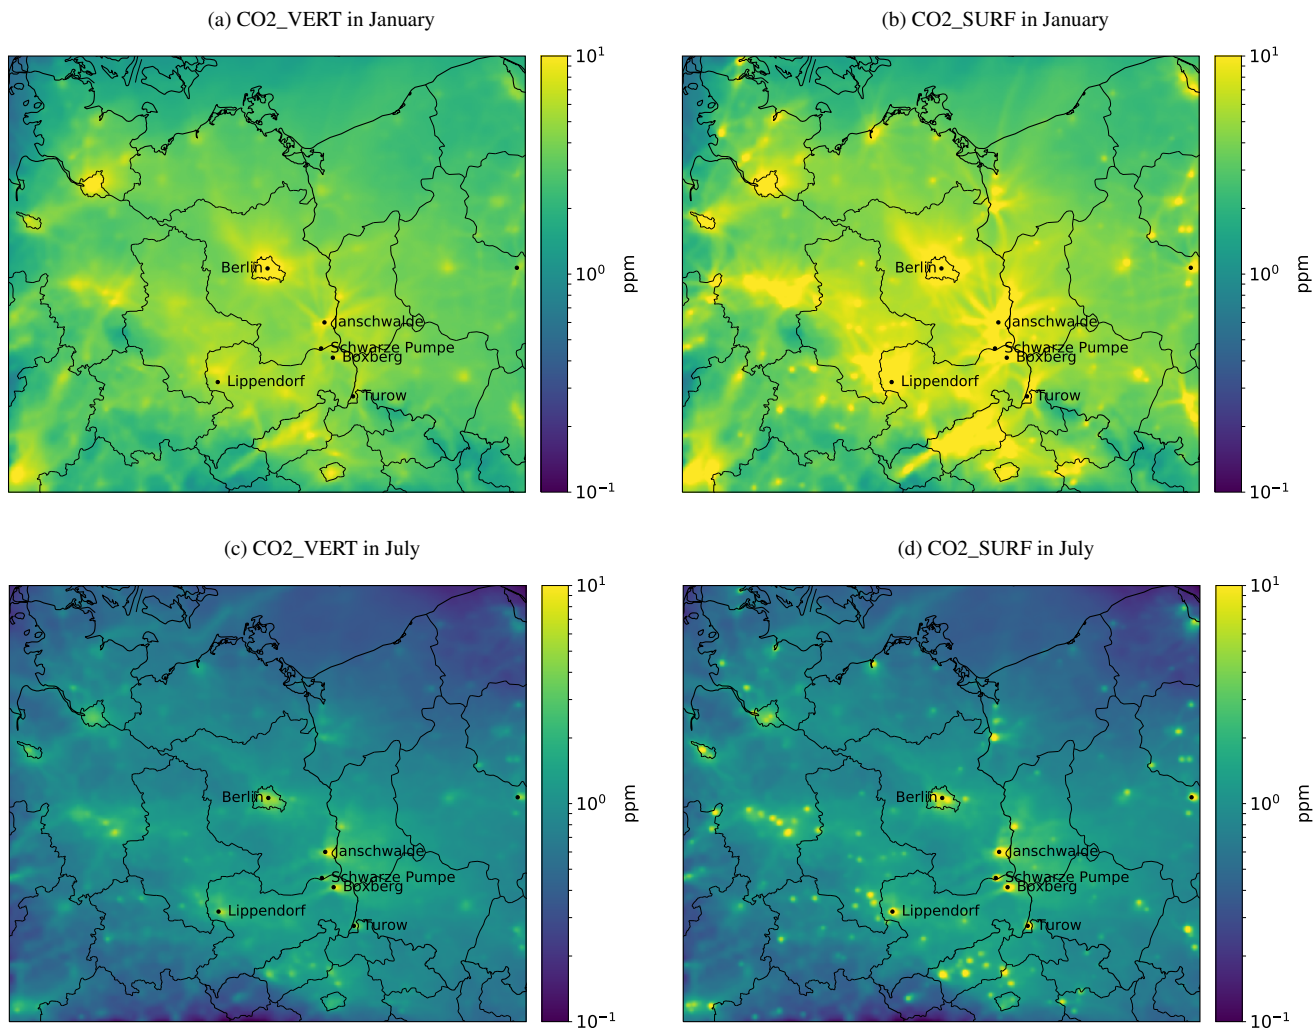 (a) CO2_VERT in January
(b) CO2_SURF in January
10¹
10⁰
10⁻¹
ppm
Berlin
Janschwalde
Schwarze Pumpe
Boxberg
Lippendorf
Turow
10¹
10⁰
10⁻¹
ppm
Berlin
Janschwalde
Schwarze Pumpe
Boxberg
Lippendorf
Turow
(c) CO2_VERT in July
(d) CO2_SURF in July
10¹
10⁰
10⁻¹
ppm
Berlin
Janschwalde
Schwarze Pumpe
Boxberg
Lippendorf
Turow
10¹
10⁰
10⁻¹
ppm
Berlin
Janschwalde
Schwarze Pumpe
Boxberg
Lippendorf
Turow